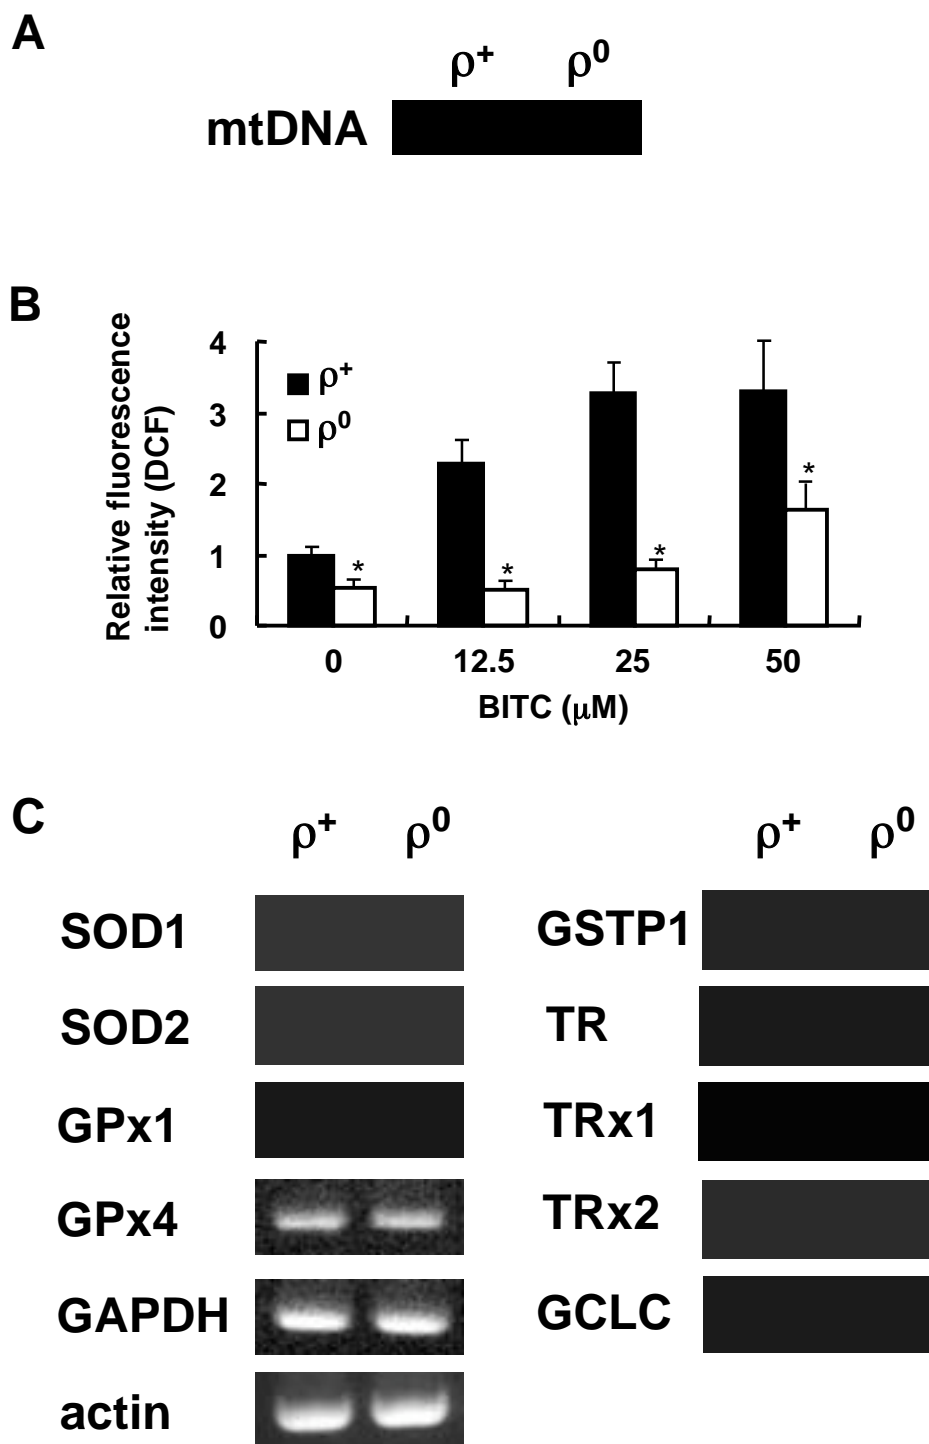 A
ρ+ ρ0
mtDNA
B
Relative fluorescence
intensity (DCF)
4
3
2
1
0
ρ+
ρ0
* * * *
0 12.5 25 50
BITC (μM)
C
ρ+ ρ0 ρ+ ρ0
SOD1 GSTP1
SOD2 TR
GPx1 TRx1
GPx4 TRx2
GAPDH GCLC
actin